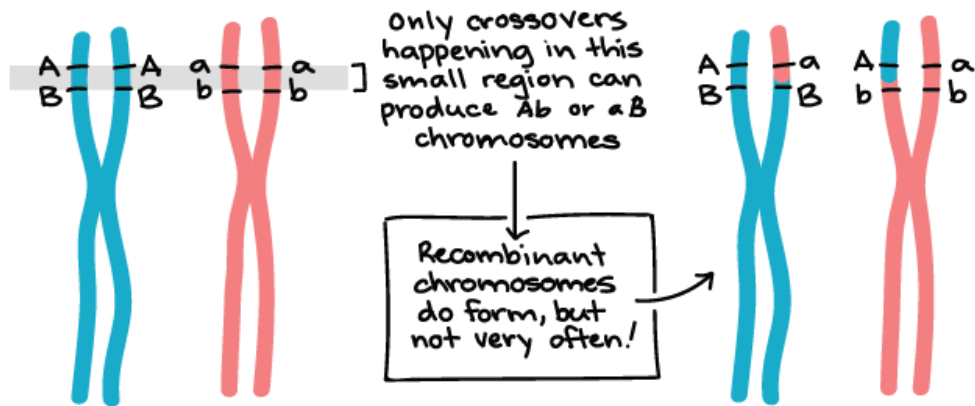 A A a a
B B b b
Only crossovers
happening in this
small region can
produce Ab or aB
chromosomes
Recombinant
chromosomes
do form, but
not very often!
A a A a
B B b b